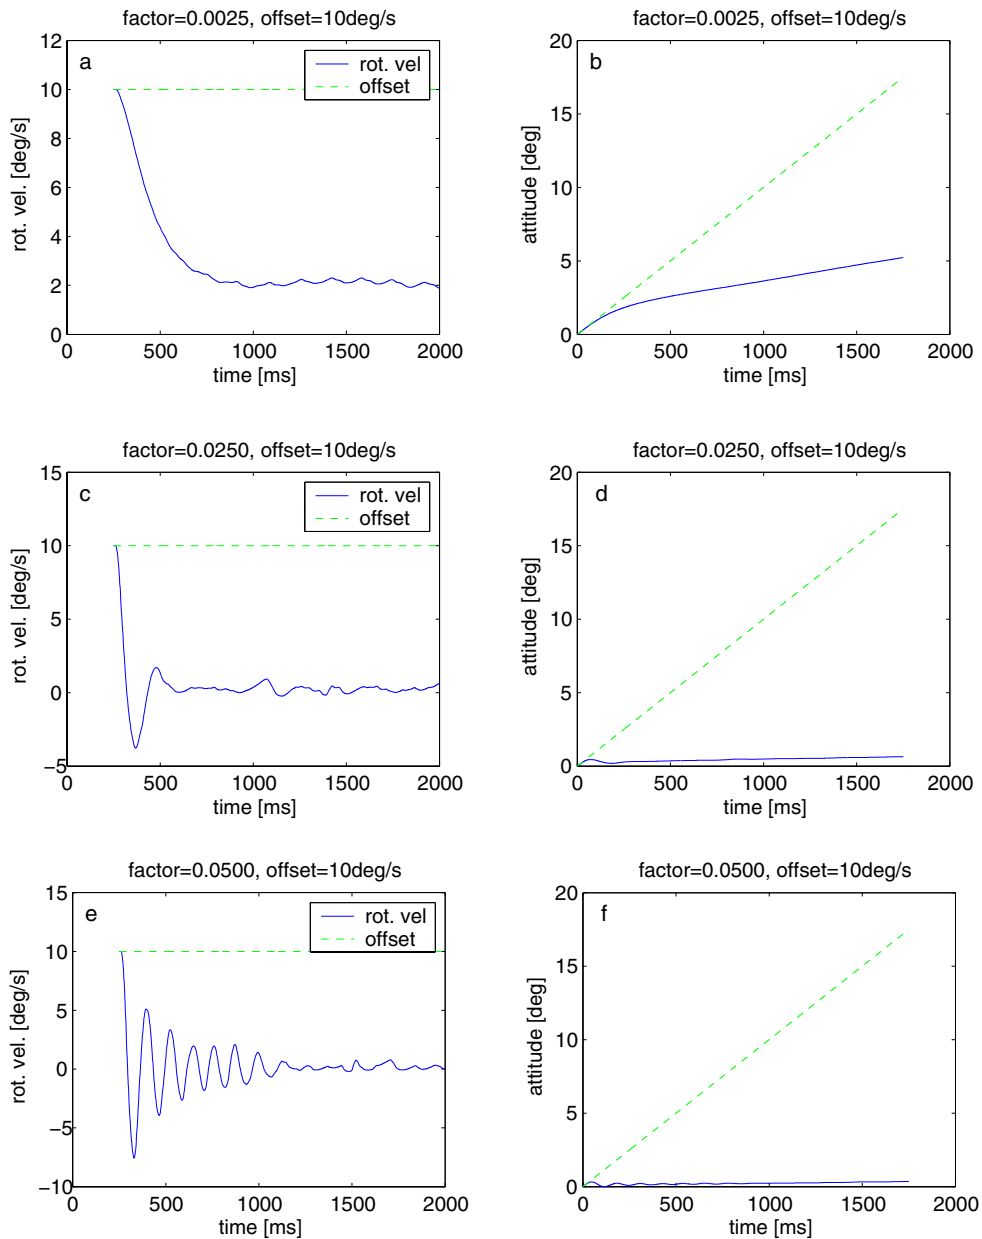 factor=0.0025, offset=10deg/s
a
rot. vel
offset
12
10
8
6
4
2
0
rot. vel. [deg/s]
0 500 1000 1500 2000
time [ms]
factor=0.0025, offset=10deg/s
b
20
15
10
5
0
attitude [deg]
0 500 1000 1500 2000
time [ms]
factor=0.0250, offset=10deg/s
c
rot. vel
offset
15
10
5
0
−5
rot. vel. [deg/s]
0 500 1000 1500 2000
time [ms]
factor=0.0250, offset=10deg/s
d
20
15
10
5
0
attitude [deg]
0 500 1000 1500 2000
time [ms]
factor=0.0500, offset=10deg/s
e
rot. vel
offset
15
10
5
0
−5
−10
rot. vel. [deg/s]
0 500 1000 1500 2000
time [ms]
factor=0.0500, offset=10deg/s
f
20
15
10
5
0
attitude [deg]
0 500 1000 1500 2000
time [ms]